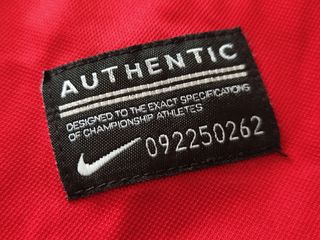 AUTHENTIC
DESIGNED TO THE EXACT SPECIFICATIONS
OF CHAMPIONSHIP ATHLETES
092250262